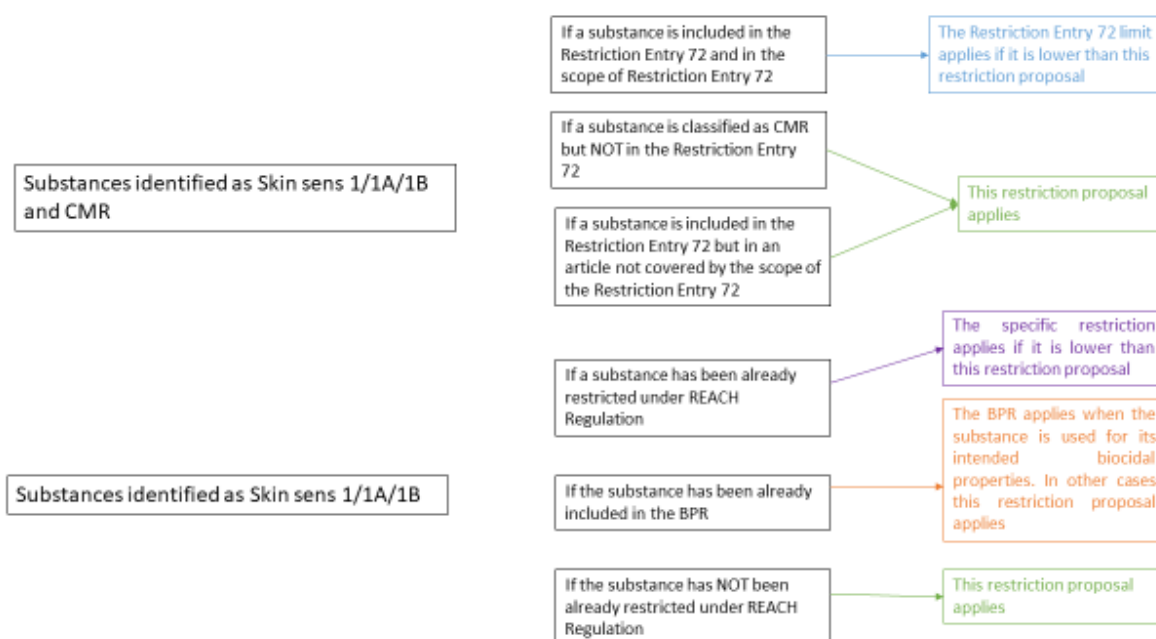 If a substance is included in the
Restriction Entry 72 and in the
scope of Restriction Entry 72
The Restriction Entry 72 limit
applies if it is lower than this
restriction proposal
If a substance is classified as CMR
but NOT in the Restriction Entry
72
Substances identified as Skin sens 1/1A/1B
and CMR
This restriction proposal
applies
If a substance is included in the
Restriction Entry 72 but in an
article not covered by the scope of
the Restriction Entry 72
The specific restriction
applies if it is lower than
this restriction proposal
If a substance has been already
restricted under REACH
Regulation
The BPR applies when the
substance is used for its
intended biocidal
properties. In other cases
this restriction proposal
applies
Substances identified as Skin sens 1/1A/1B
If the substance has been already
included in the BPR
If the substance has NOT been
already restricted under REACH
Regulation
This restriction proposal
applies